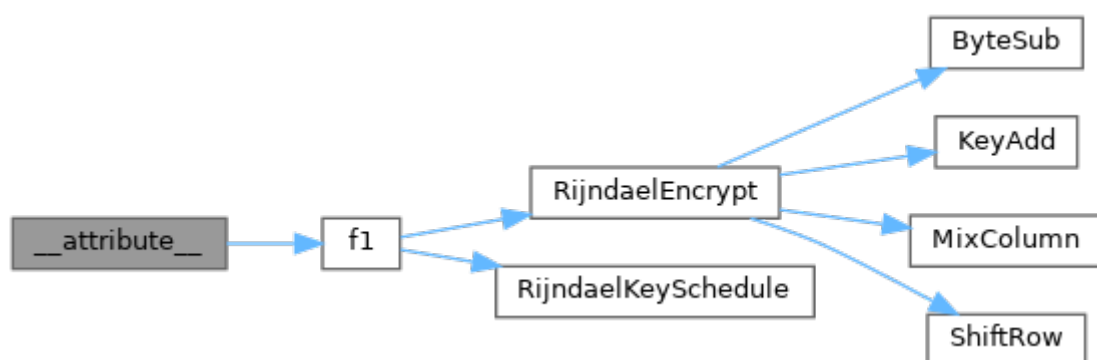 ByteSub
KeyAdd
RijndaelEncrypt
__attribute__
f1
MixColumn
RijndaelKeySchedule
ShiftRow